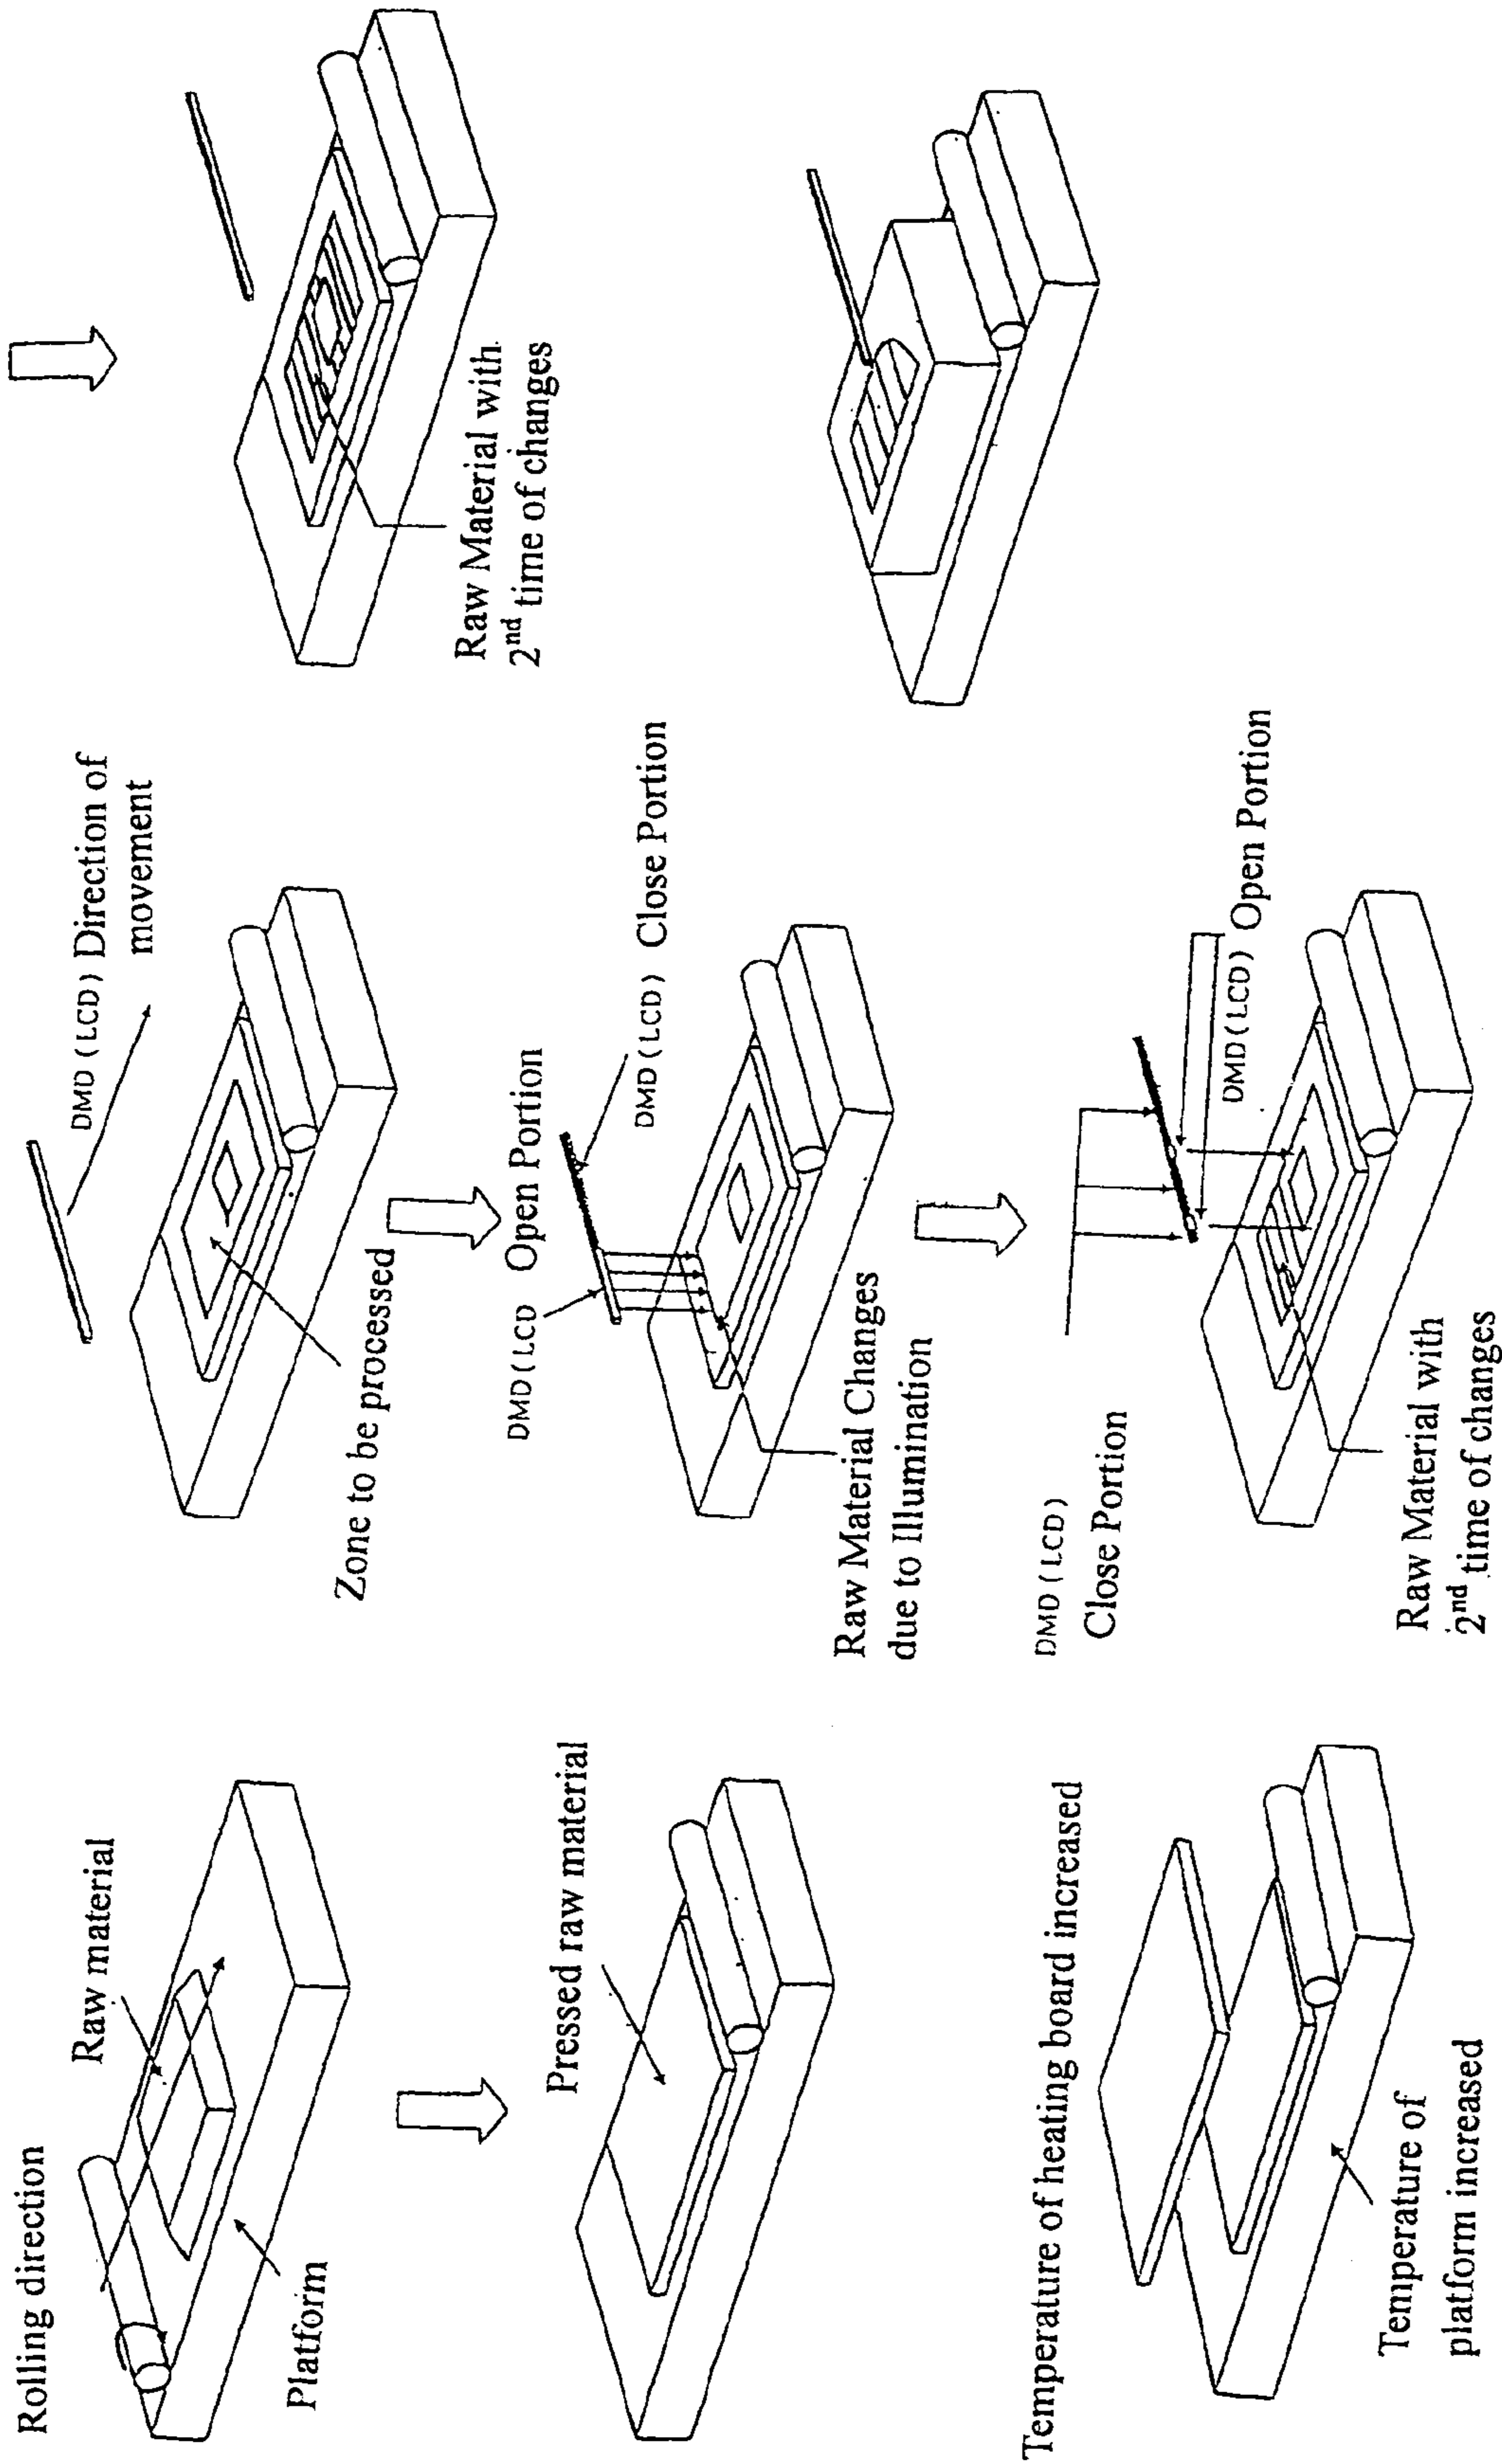 Rolling direction
Raw material
Platform
Pressed raw material
Temperature of heating board increased
Temperature of
platform increased
DMD(LCD) Direction of
movement
Zone to be processed
DMD(LCD Open Portion
DMD(LCD) Close Portion
Raw Material Changes
due to Illumination
DMD(LCD)
Close Portion
DMD(LCD) Open Portion
Raw Material with
2nd time of changes
Raw Material with
2nd time of changes